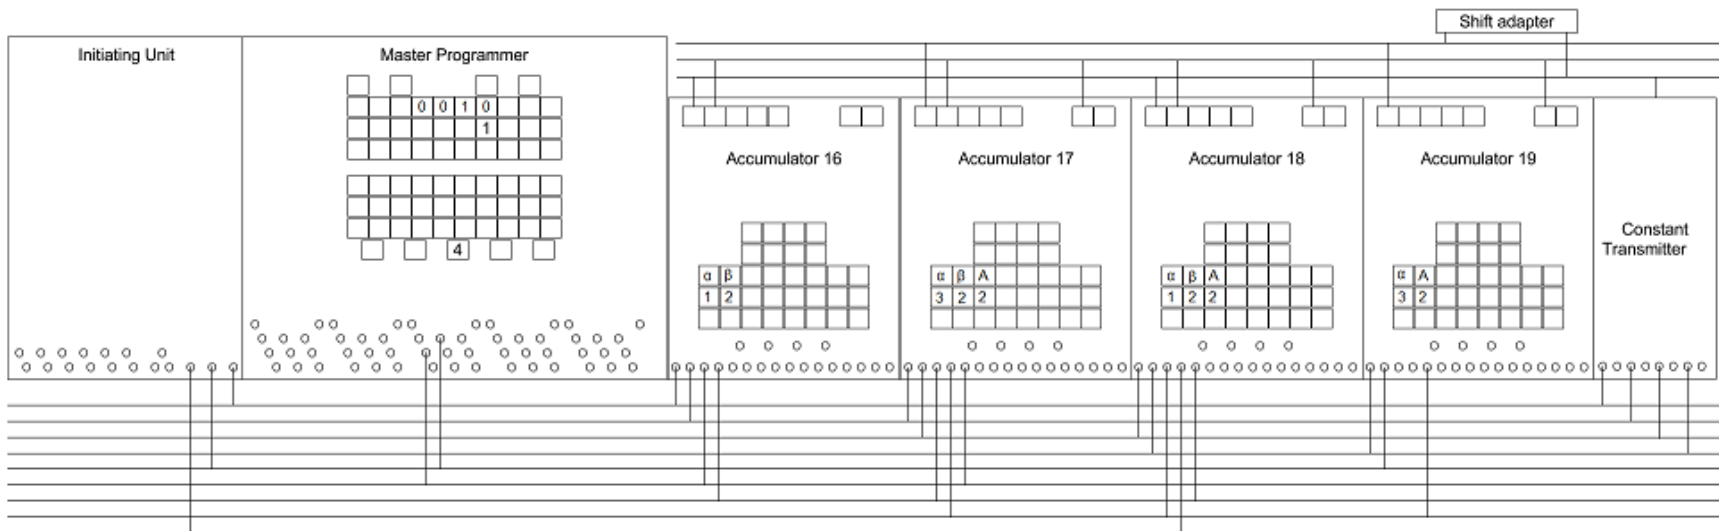 Shift adapter
Initiating Unit
Master Programmer
0 0 1 0
1
4
Accumulator 16
α β
1 2
Accumulator 17
α β A
3 2 2
Accumulator 18
α β A
1 2 2
Accumulator 19
α A
3 2
Constant
Transmitter